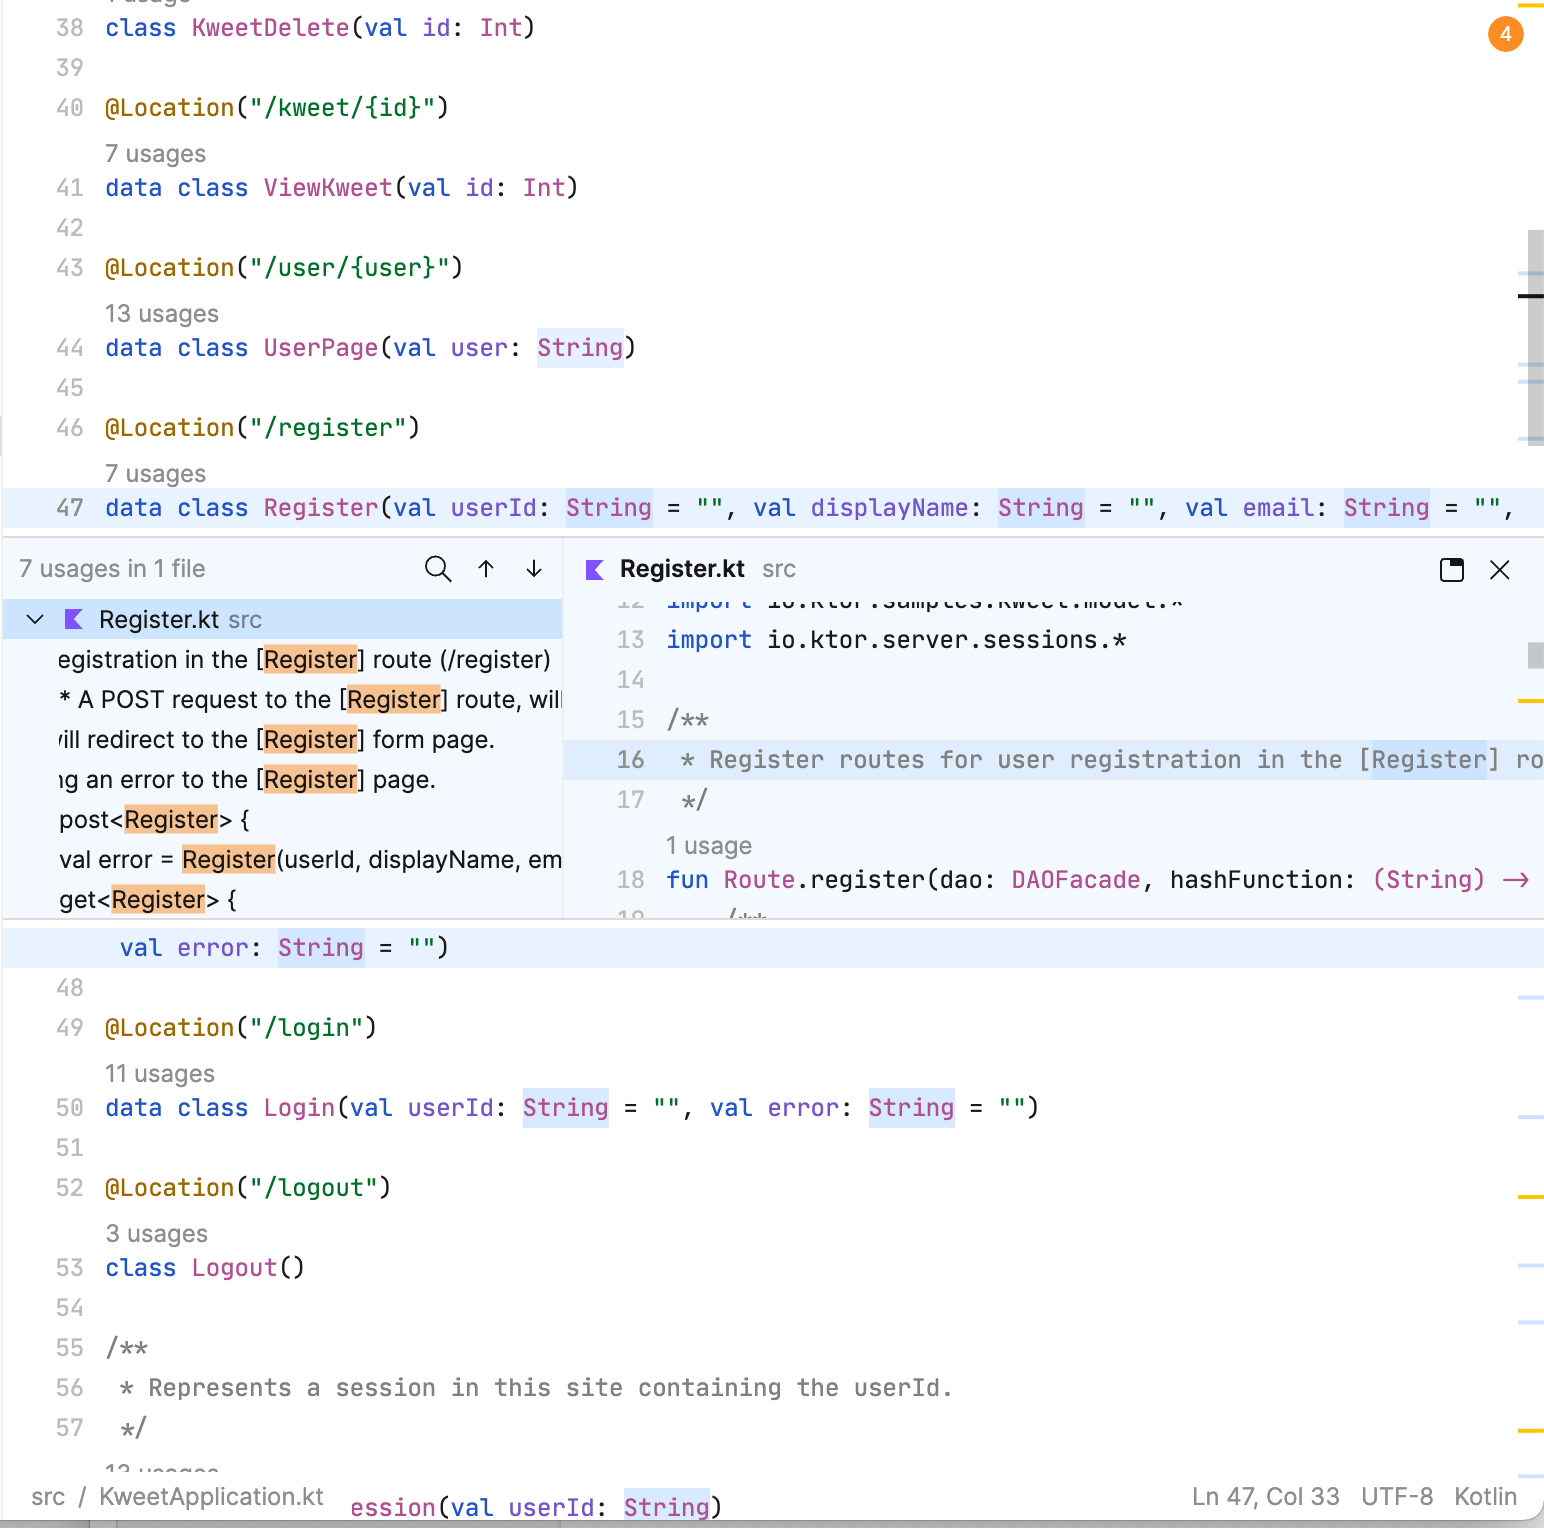 38 class KweetDelete(val id: Int)
4
39
40 @Location("/kweet/{id}")
7 usages
41 data class ViewKweet(val id: Int)
42
43 @Location("/user/{user}")
13 usages
44 data class UserPage(val user: String)
45
46 @Location("/register")
7 usages
47 data class Register(val userId: String = "", val displayName: String = "", val email: String = "",
7 usages in 1 file
Register.kt src
egistration in the [Register] route (/register)
* A POST request to the [Register] route, will
ill redirect to the [Register] form page.
ng an error to the [Register] page.
post<Register> {
val error = Register(userId, displayName, em
get<Register> {
Register.kt src
12 import io.ktor.samples.kweet.model.*
13 import io.ktor.server.sessions.*
14
15 /**
16 * Register routes for user registration in the [Register] ro
17 */
1 usage
18 fun Route.register(dao: DAOFacade, hashFunction: (String) →
19 /**
val error: String = "")
48
49 @Location("/login")
11 usages
50 data class Login(val userId: String = "", val error: String = "")
51
52 @Location("/logout")
3 usages
53 class Logout()
54
55 /**
56 * Represents a session in this site containing the userId.
57 */
ession(val userId: String)
src / KweetApplication.kt
Ln 47, Col 33 UTF-8 Kotlin